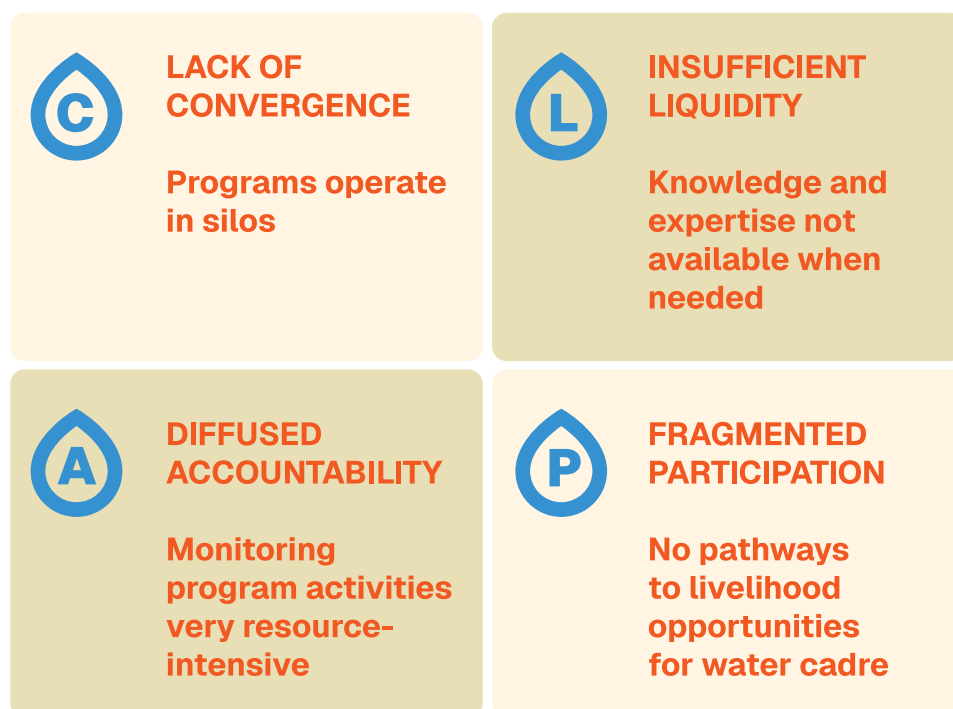 C
LACK OF
CONVERGENCE
Programs operate
in silos
L
INSUFFICIENT
LIQUIDITY
Knowledge and
expertise not
available when
needed
A
DIFFUSED
ACCOUNTABILITY
Monitoring
program activities
very resource-
intensive
P
FRAGMENTED
PARTICIPATION
No pathways
to livelihood
opportunities
for water cadre